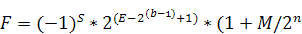 F = (−1)^S * 2^(E−2^(b−1)+1) * (1 + M/2^n